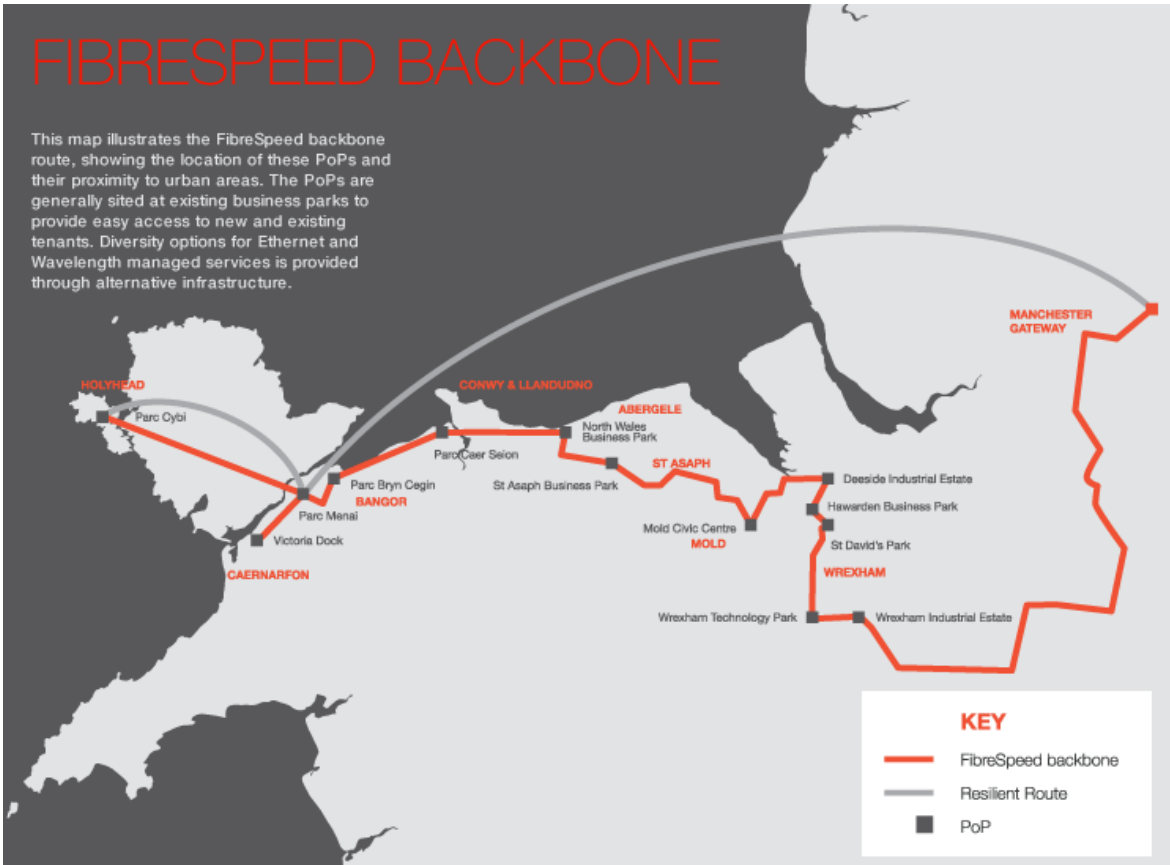 FIBRESPEED BACKBONE
This map illustrates the FibreSpeed backbone
route, showing the location of these PoPs and
their proximity to urban areas. The PoPs are
generally sited at existing business parks to
provide easy access to new and existing
tenants. Diversity options for Ethernet and
Wavelength managed services is provided
through alternative infrastructure.
MANCHESTER
GATEWAY
HOLYHEAD
Parc Cybi
CONWY & LLANDUDNO
ABERGELE
North Wales
Business Park
Parc Caer Seion
ST ASAPH
St Asaph Business Park
Parc Bryn Cegin
BANGOR
Parc Menai
Victoria Dock
CAERNARFON
Deeside Industrial Estate
Hawarden Business Park
Mold Civic Centre
MOLD
St David's Park
WREXHAM
Wrexham Technology Park
Wrexham Industrial Estate
KEY
FibreSpeed backbone
Resilient Route
PoP